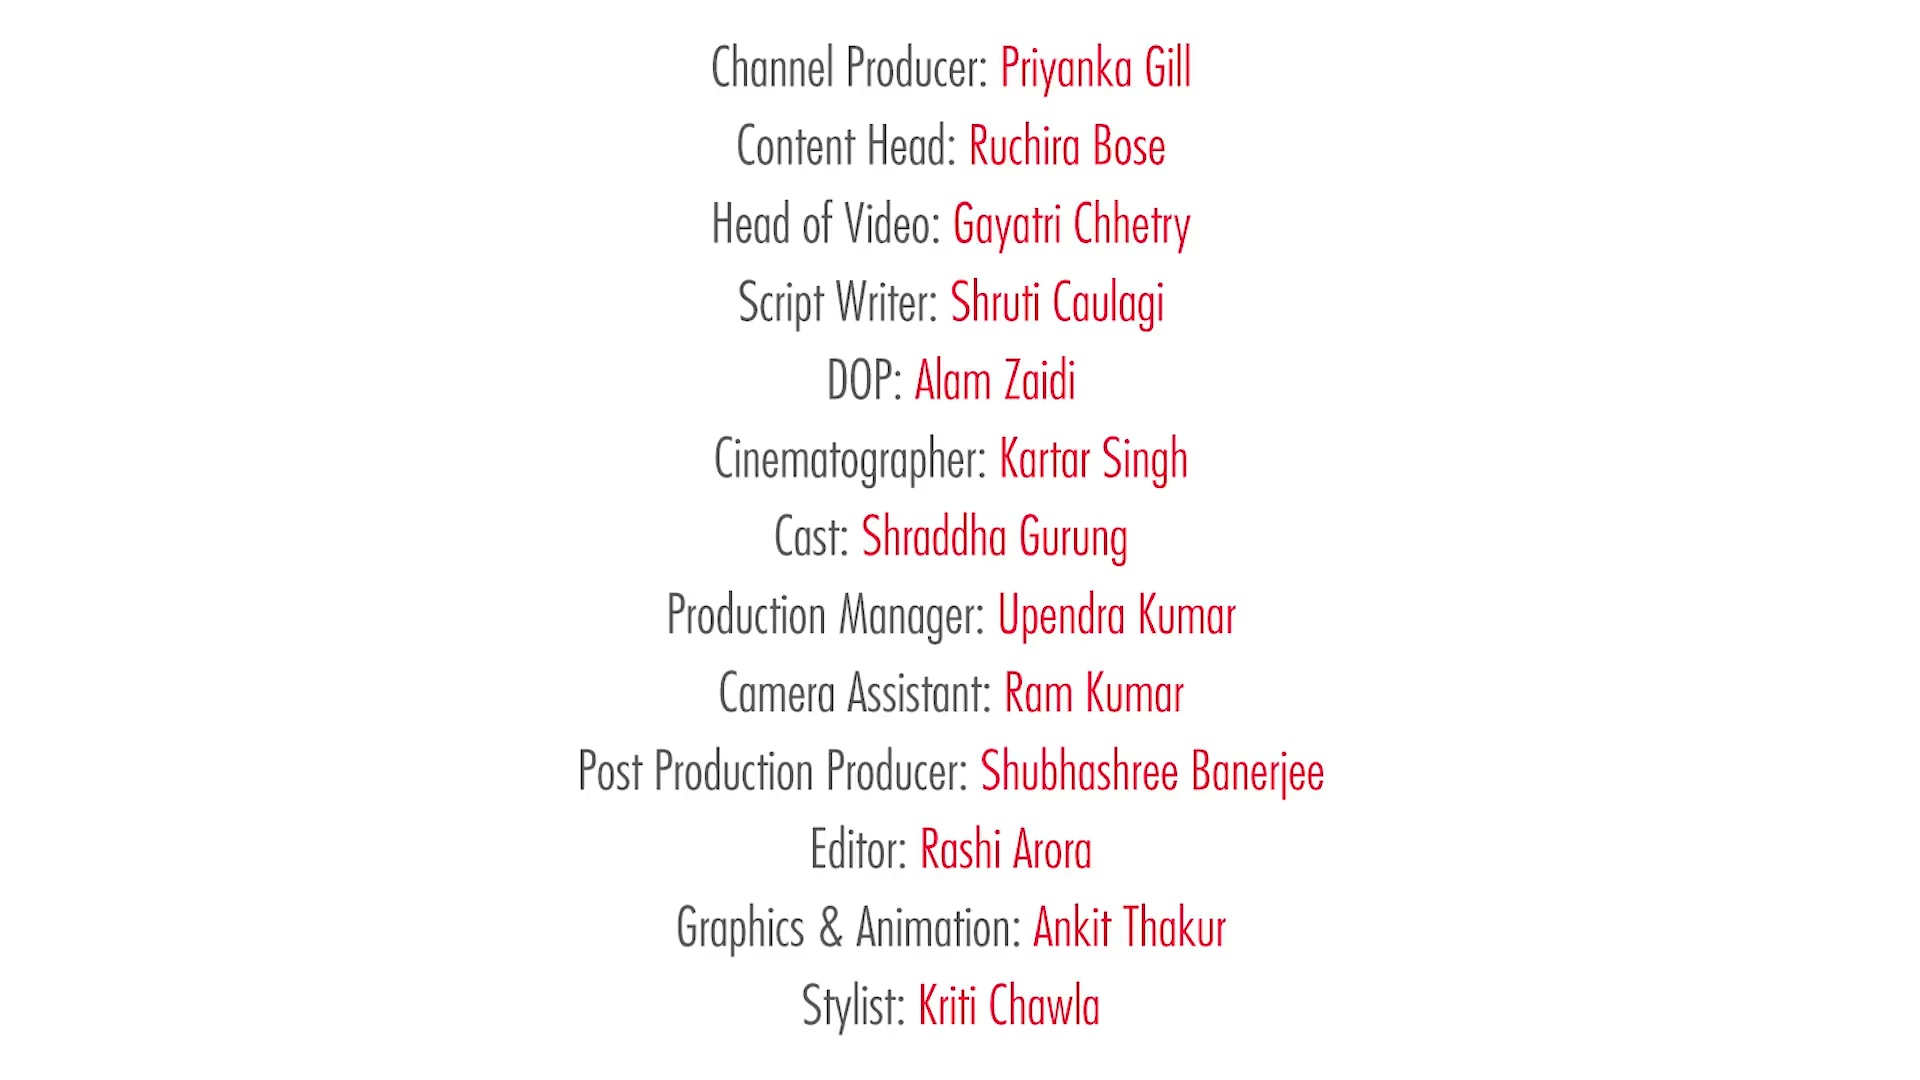 Channel Producer: Priyanka Gill
Content Head: Ruchira Bose
Head of Video: Gayatri Chhetry
Script Writer: Shruti Caulagi
DOP: Alam Zaidi
Cinematographer: Kartar Singh
Cast: Shraddha Gurung
Production Manager: Upendra Kumar
Camera Assistant: Ram Kumar
Post Production Producer: Shubhashree Banerjee
Editor: Rashi Arora
Graphics & Animation: Ankit Thakur
Stylist: Kriti Chawla